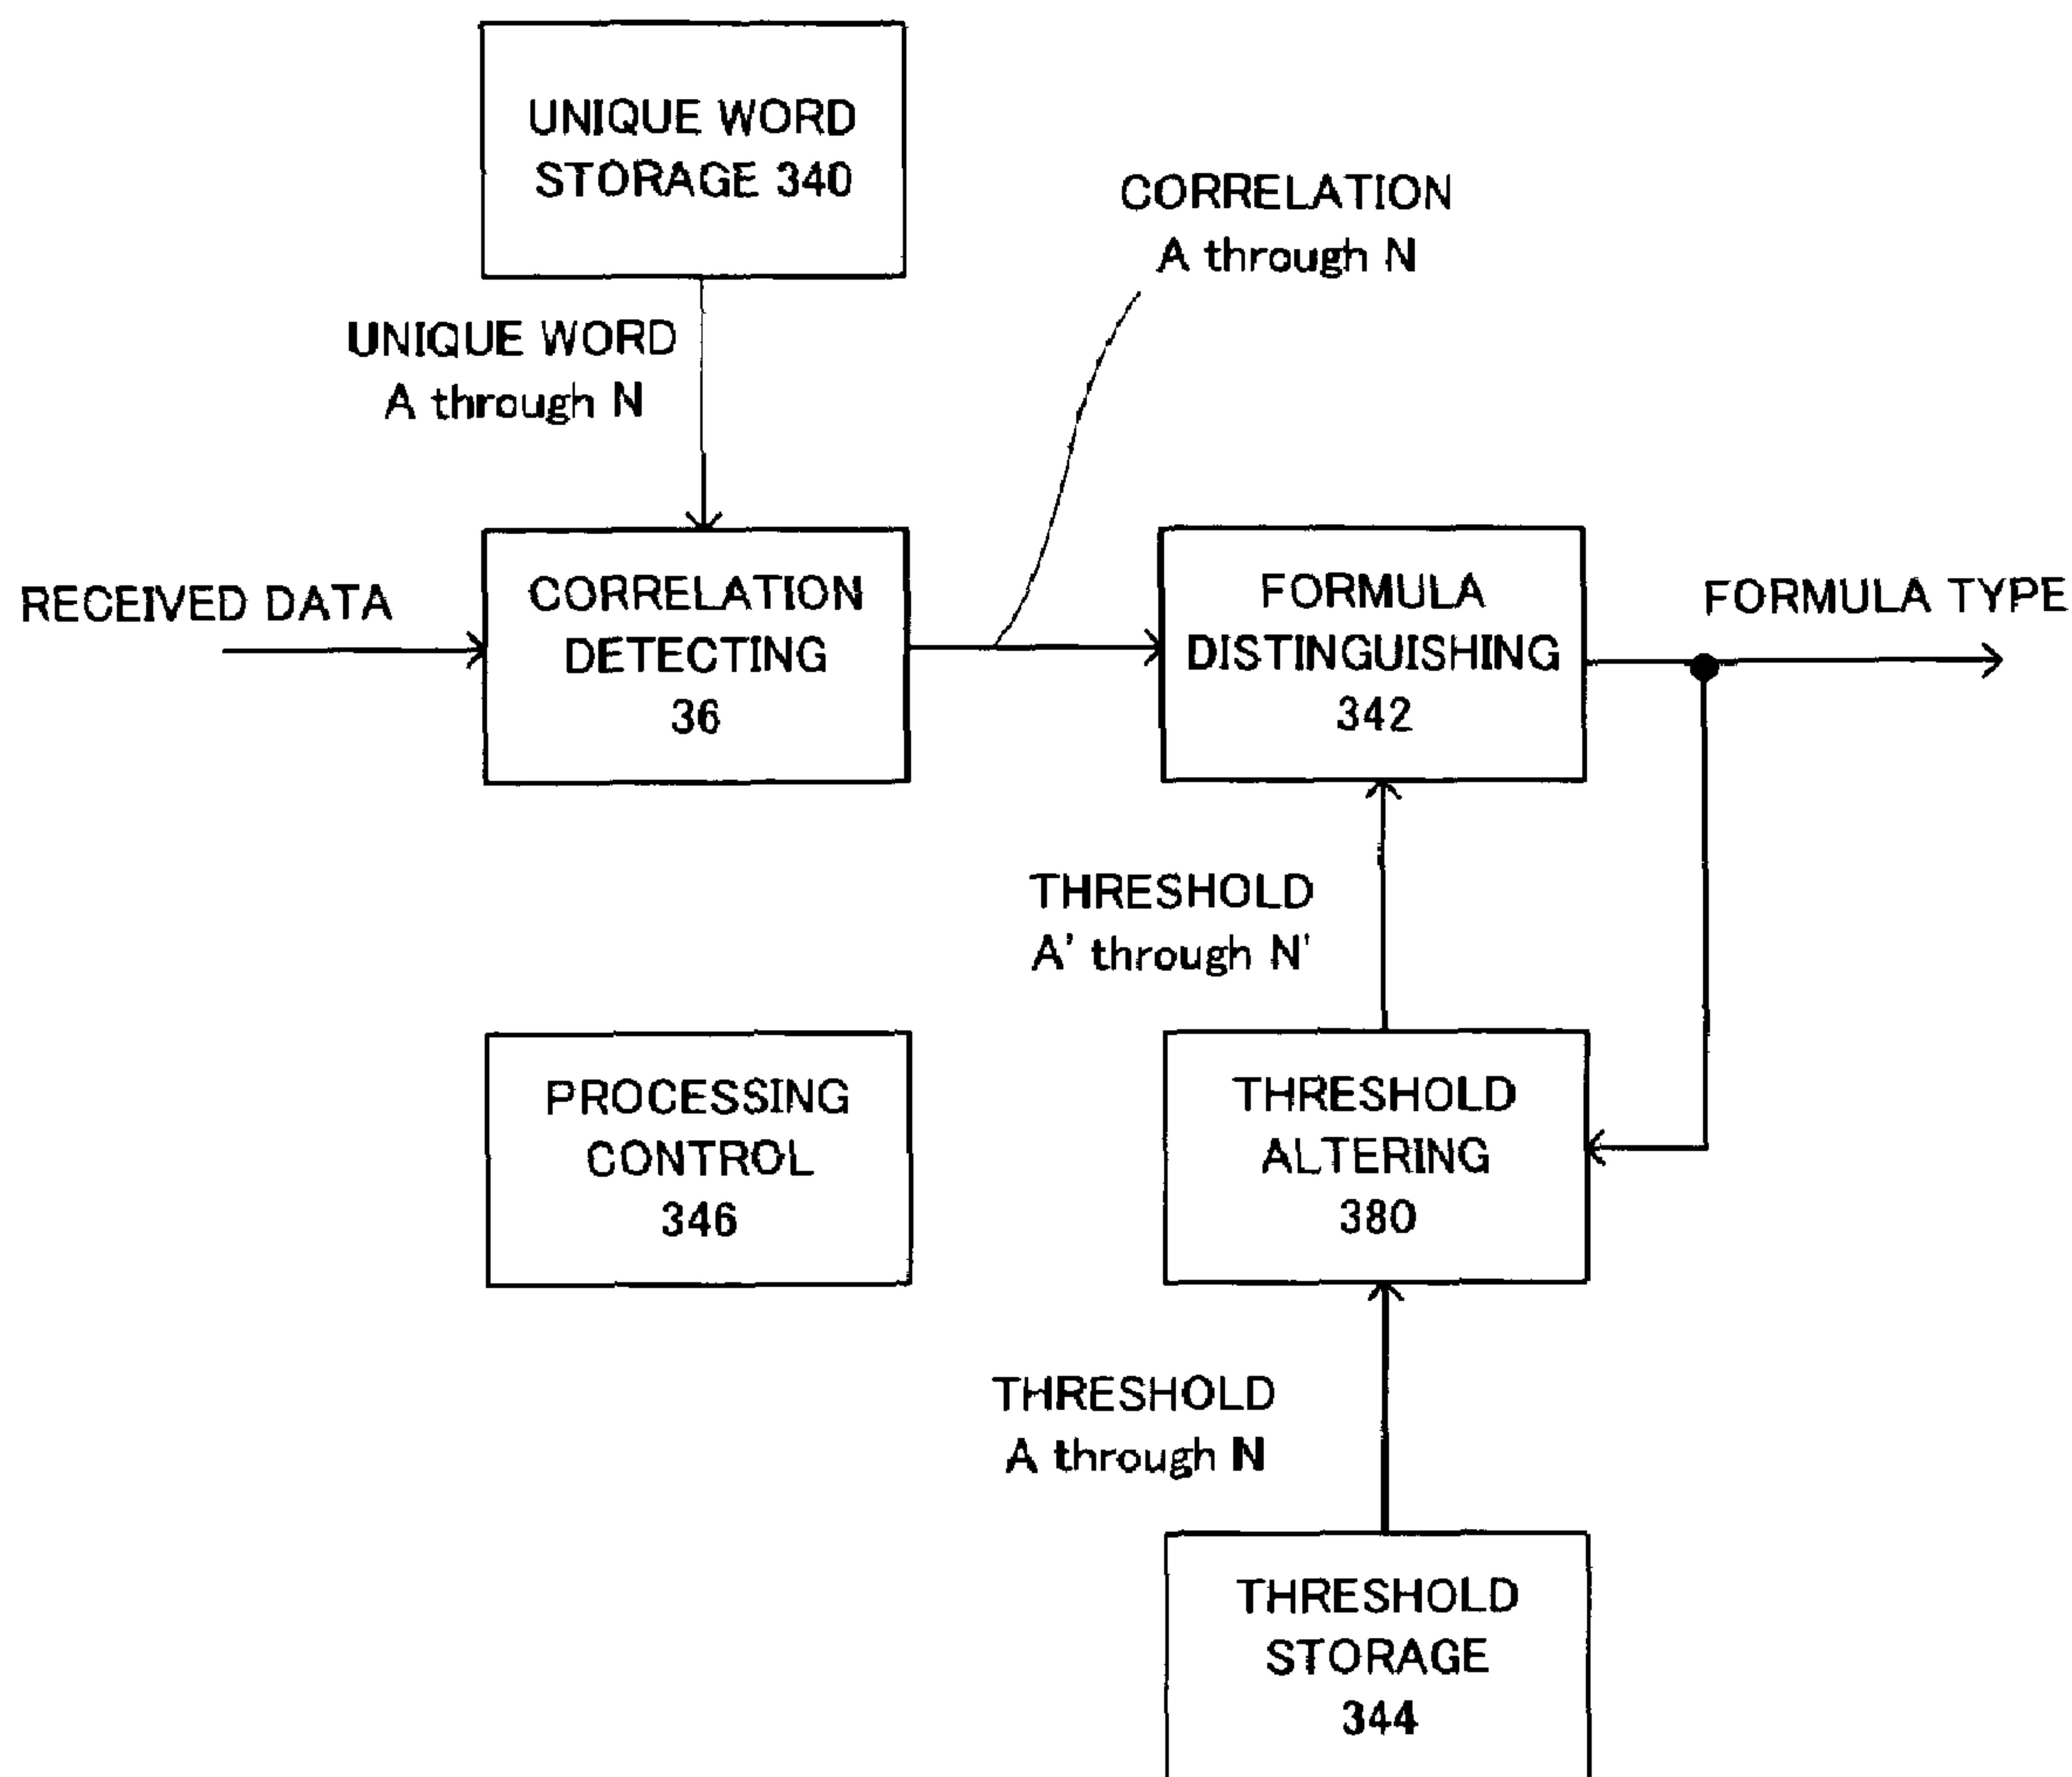 UNIQUE WORD
STORAGE 340
CORRELATION
A through N
UNIQUE WORD
A through N
RECEIVED DATA
CORRELATION
DETECTING
36
FORMULA
DISTINGUISHING
342
FORMULA TYPE
THRESHOLD
A' through N'
PROCESSING
CONTROL
346
THRESHOLD
ALTERING
380
THRESHOLD
A through N
THRESHOLD
STORAGE
344